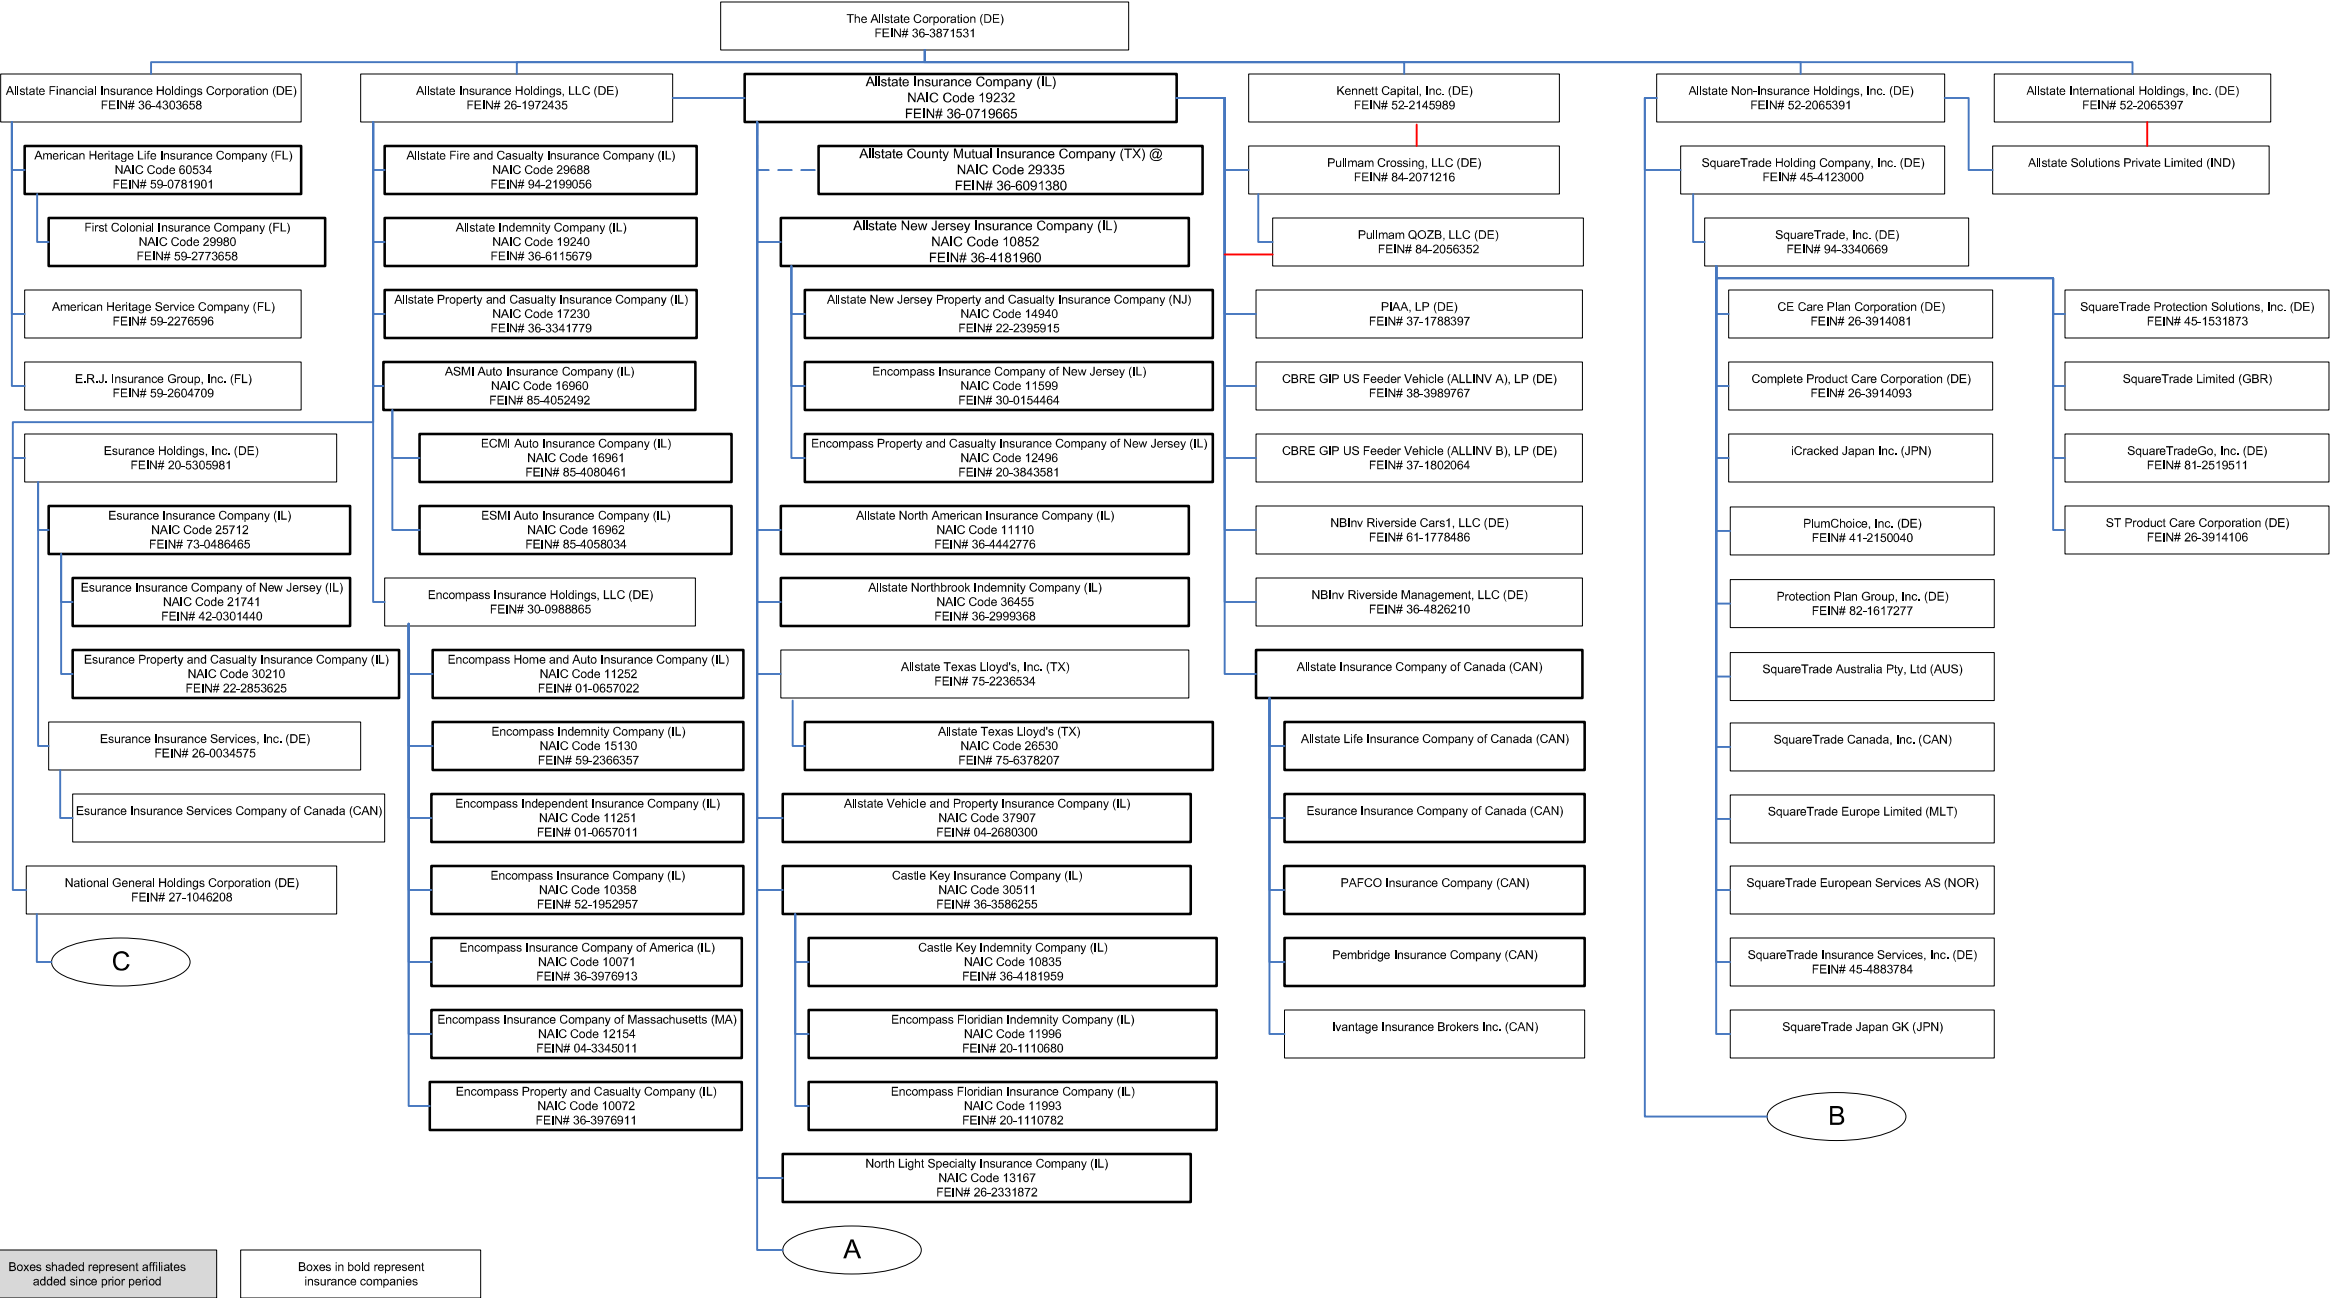 The Allstate Corporation (DE)
FEIN# 36-3871531
Allstate Financial Insurance Holdings Corporation (DE)
FEIN# 36-4303658
American Heritage Life Insurance Company (FL)
NAIC Code 60534
FEIN# 59-0781901
First Colonial Insurance Company (FL)
NAIC Code 29980
FEIN# 59-2773658
American Heritage Service Company (FL)
FEIN# 59-2276596
E.R.J. Insurance Group, Inc. (FL)
FEIN# 59-2604709
Allstate Insurance Holdings, LLC (DE)
FEIN# 26-1972435
Allstate Fire and Casualty Insurance Company (IL)
NAIC Code 29688
FEIN# 94-2199056
Allstate Indemnity Company (IL)
NAIC Code 19240
FEIN# 36-6115679
Allstate Property and Casualty Insurance Company (IL)
NAIC Code 17230
FEIN# 36-3341779
ASMI Auto Insurance Company (IL)
NAIC Code 16960
FEIN# 85-4052492
ECMI Auto Insurance Company (IL)
NAIC Code 16961
FEIN# 85-4080461
ESMI Auto Insurance Company (IL)
NAIC Code 16962
FEIN# 85-4058034
Esurance Holdings, Inc. (DE)
FEIN# 20-5305981
Esurance Insurance Company (IL)
NAIC Code 25712
FEIN# 73-0486465
Esurance Insurance Company of New Jersey (IL)
NAIC Code 21741
FEIN# 42-0301440
Esurance Property and Casualty Insurance Company (IL)
NAIC Code 30210
FEIN# 22-2853625
Esurance Insurance Services, Inc. (DE)
FEIN# 26-0034575
Esurance Insurance Services Company of Canada (CAN)
National General Holdings Corporation (DE)
FEIN# 27-1046208
C
Encompass Insurance Holdings, LLC (DE)
FEIN# 30-0988865
Encompass Home and Auto Insurance Company (IL)
NAIC Code 11252
FEIN# 01-0657022
Encompass Indemnity Company (IL)
NAIC Code 15130
FEIN# 59-2366357
Encompass Independent Insurance Company (IL)
NAIC Code 11251
FEIN# 01-0657011
Encompass Insurance Company (IL)
NAIC Code 10358
FEIN# 52-1952957
Encompass Insurance Company of America (IL)
NAIC Code 10071
FEIN# 36-3976913
Encompass Insurance Company of Massachusetts (MA)
NAIC Code 12154
FEIN# 04-3345011
Encompass Property and Casualty Company (IL)
NAIC Code 10072
FEIN# 36-3976911
Allstate Insurance Company (IL)
NAIC Code 19232
FEIN# 36-0719665
Allstate County Mutual Insurance Company (TX) @
NAIC Code 29335
FEIN# 36-6091380
Allstate New Jersey Insurance Company (IL)
NAIC Code 10852
FEIN# 36-4181960
Allstate New Jersey Property and Casualty Insurance Company (NJ)
NAIC Code 14940
FEIN# 22-2395915
Encompass Insurance Company of New Jersey (IL)
NAIC Code 11599
FEIN# 30-0154464
Encompass Property and Casualty Insurance Company of New Jersey (IL)
NAIC Code 12496
FEIN# 20-3843581
Allstate North American Insurance Company (IL)
NAIC Code 11110
FEIN# 36-4442776
Allstate Northbrook Indemnity Company (IL)
NAIC Code 36455
FEIN# 36-2999368
Allstate Texas Lloyd's, Inc. (TX)
FEIN# 75-2236534
Allstate Texas Lloyd's (TX)
NAIC Code 26530
FEIN# 75-6378207
Allstate Vehicle and Property Insurance Company (IL)
NAIC Code 37907
FEIN# 04-2680300
Castle Key Insurance Company (IL)
NAIC Code 30511
FEIN# 36-3586255
Castle Key Indemnity Company (IL)
NAIC Code 10835
FEIN# 36-4181959
Encompass Floridian Indemnity Company (IL)
NAIC Code 11996
FEIN# 20-1110680
Encompass Floridian Insurance Company (IL)
NAIC Code 11993
FEIN# 20-1110782
North Light Specialty Insurance Company (IL)
NAIC Code 13167
FEIN# 26-2331872
A
Kennett Capital, Inc. (DE)
FEIN# 52-2145989
Pullmam Crossing, LLC (DE)
FEIN# 84-2071216
Pullmam QOZB, LLC (DE)
FEIN# 84-2056352
PIAA, LP (DE)
FEIN# 37-1788397
CBRE GIP US Feeder Vehicle (ALLINV A), LP (DE)
FEIN# 38-3989767
CBRE GIP US Feeder Vehicle (ALLINV B), LP (DE)
FEIN# 37-1802064
NBInv Riverside Cars1, LLC (DE)
FEIN# 61-1778486
NBInv Riverside Management, LLC (DE)
FEIN# 36-4826210
Allstate Insurance Company of Canada (CAN)
Allstate Life Insurance Company of Canada (CAN)
Esurance Insurance Company of Canada (CAN)
PAFCO Insurance Company (CAN)
Pembridge Insurance Company (CAN)
Ivantage Insurance Brokers Inc. (CAN)
Allstate Non-Insurance Holdings, Inc. (DE)
FEIN# 52-2065391
SquareTrade Holding Company, Inc. (DE)
FEIN# 45-4123000
SquareTrade, Inc. (DE)
FEIN# 94-3340669
CE Care Plan Corporation (DE)
FEIN# 26-3914081
Complete Product Care Corporation (DE)
FEIN# 26-3914093
iCracked Japan Inc. (JPN)
PlumChoice, Inc. (DE)
FEIN# 41-2150040
Protection Plan Group, Inc. (DE)
FEIN# 82-1617277
SquareTrade Australia Pty, Ltd (AUS)
SquareTrade Canada, Inc. (CAN)
SquareTrade Europe Limited (MLT)
SquareTrade European Services AS (NOR)
SquareTrade Insurance Services, Inc. (DE)
FEIN# 45-4883784
SquareTrade Japan GK (JPN)
B
Allstate International Holdings, Inc. (DE)
FEIN# 52-2065397
Allstate Solutions Private Limited (IND)
SquareTrade Protection Solutions, Inc. (DE)
FEIN# 45-1531873
SquareTrade Limited (GBR)
SquareTradeGo, Inc. (DE)
FEIN# 81-2519511
ST Product Care Corporation (DE)
FEIN# 26-3914106
Boxes shaded represent affiliates
added since prior period
Boxes in bold represent
insurance companies